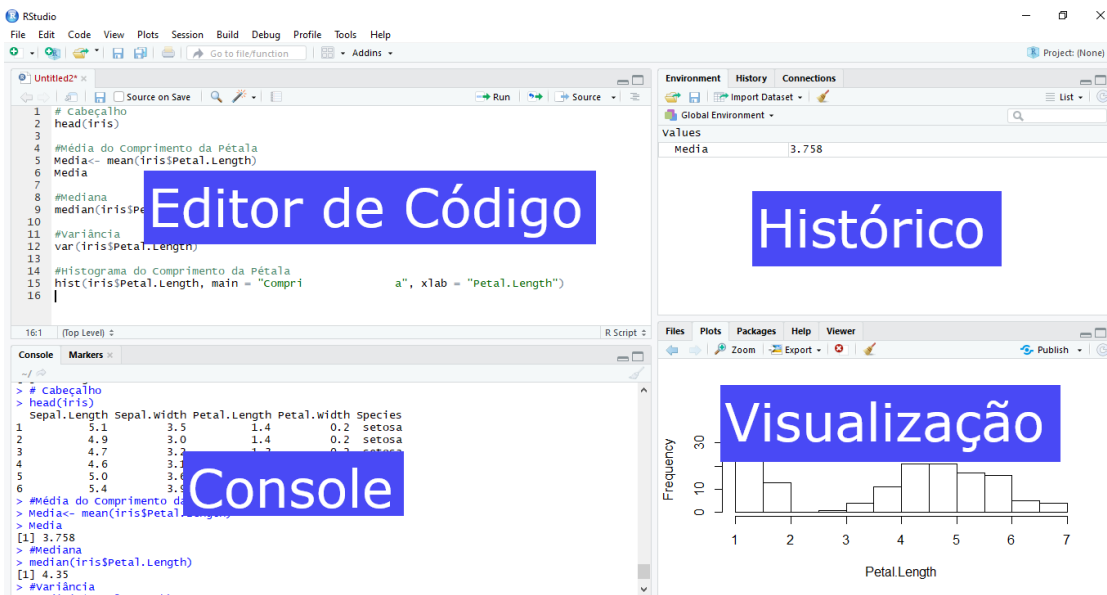 RStudio
File Edit Code View Plots Session Build Debug Profile Tools Help
Go to file/function Addins Project: (None)
Untitled2*
Source on Save Run Source
1 # Cabeçalho
2 head(iris)
3
4 #Média do Comprimento da Pétala
5 Media<- mean(iris$Petal.Length)
6 Media
7
8 #Mediana
9 median(iris$Pe
10
11 #Variância
12 var(iris$Petal.Length)
13
14 #Histograma do Comprimento da Pétala
15 hist(iris$Petal.Length, main = "Compri a", xlab = "Petal.Length")
16
Editor de Código
16:1 (Top Level) R Script
Environment History Connections
Import Dataset List
Global Environment
Values
Media 3.758
Histórico
Console Markers
~/
> # Cabeçalho
> head(iris)
Sepal.Length Sepal.Width Petal.Length Petal.Width Species
1 5.1 3.5 1.4 0.2 setosa
2 4.9 3.0 1.4 0.2 setosa
3 4.7 0.2 setosa
4 4.6 3.1
5 5.0
6 5.4
> #Média do Comprimento da
> Media<- mean(iris$Petal.Length)
> Media
[1] 3.758
> #Mediana
> median(iris$Petal.Length)
[1] 4.35
> #Variância
Console
Files Plots Packages Help Viewer
Zoom Export Publish
Visualização
Frequency
0 10 30
1 2 3 4 5 6 7
Petal.Length